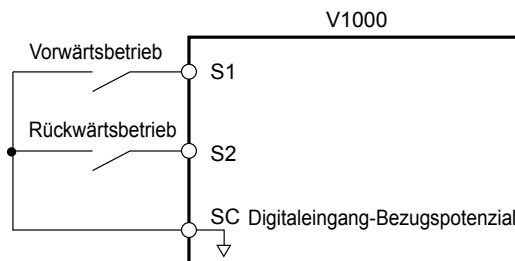 V1000
Vorwärtsbetrieb
S1
Rückwärtsbetrieb
S2
SC Digitaleingang-Bezugspotenzial